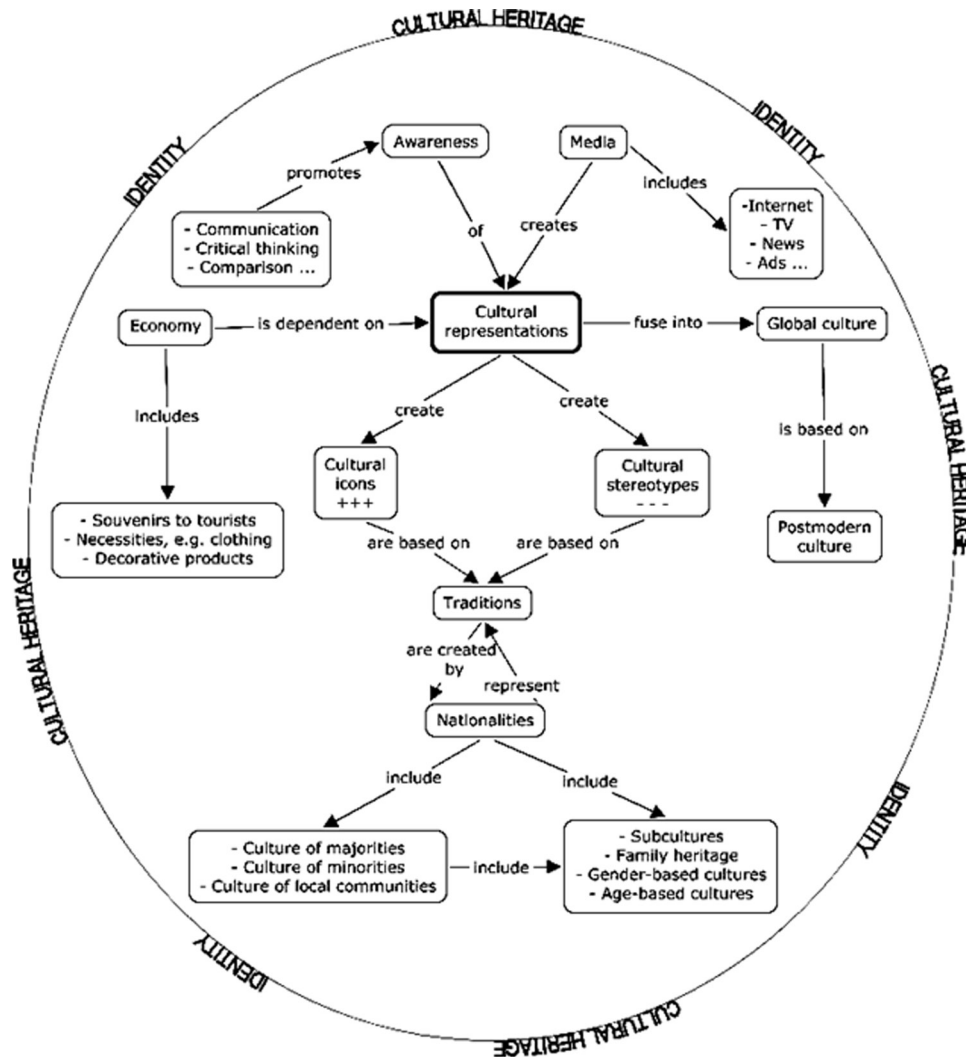 CULTURAL HERITAGE
IDENTITY
IDENTITY
Awareness
Media
promotes
includes
- Communication
- Critical thinking
- Comparison ...
of
creates
-Internet
- TV
- News
- Ads ...
Economy
is dependent on
Cultural
representations
fuse into
Global culture
CULTURAL HERITAGE
includes
create
create
is based on
Cultural
icons
+++
Cultural
stereotypes
- - -
- Souvenirs to tourists
- Necessities, e.g. clothing
- Decorative products
are based on
are based on
Postmodern
culture
CULTURAL HERITAGE
Traditions
are created
by
represent
Nationalities
include
include
IDENTITY
- Culture of majorities
- Culture of minorities
- Culture of local communities
include
- Subcultures
- Family heritage
- Gender-based cultures
- Age-based cultures
IDENTITY
CULTURAL HERITAGE